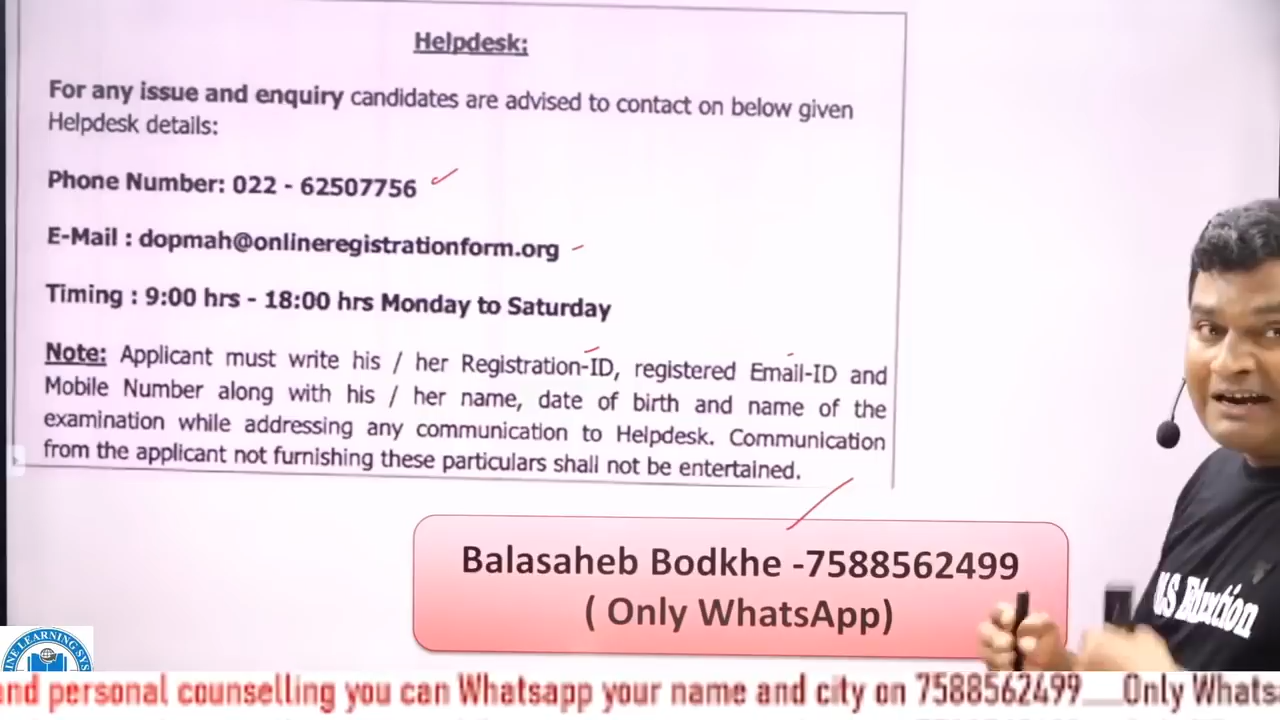 Helpdesk:
For any issue and enquiry candidates are advised to contact on below given
Helpdesk details:
Phone Number: 022 - 62507756
E-Mail : dopmah@onlineregistrationform.org
Timing : 9:00 hrs - 18:00 hrs Monday to Saturday
Note: Applicant must write his / her Registration-ID, registered Email-ID and
Mobile Number along with his / her name, date of birth and name of the
examination while addressing any communication to Helpdesk. Communication
from the applicant not furnishing these particulars shall not be entertained.
Balasaheb Bodkhe -7588562499
( Only WhatsApp)
LEARNING
and personal counselling you can Whatsapp your name and city on 7588562499___Only Whats